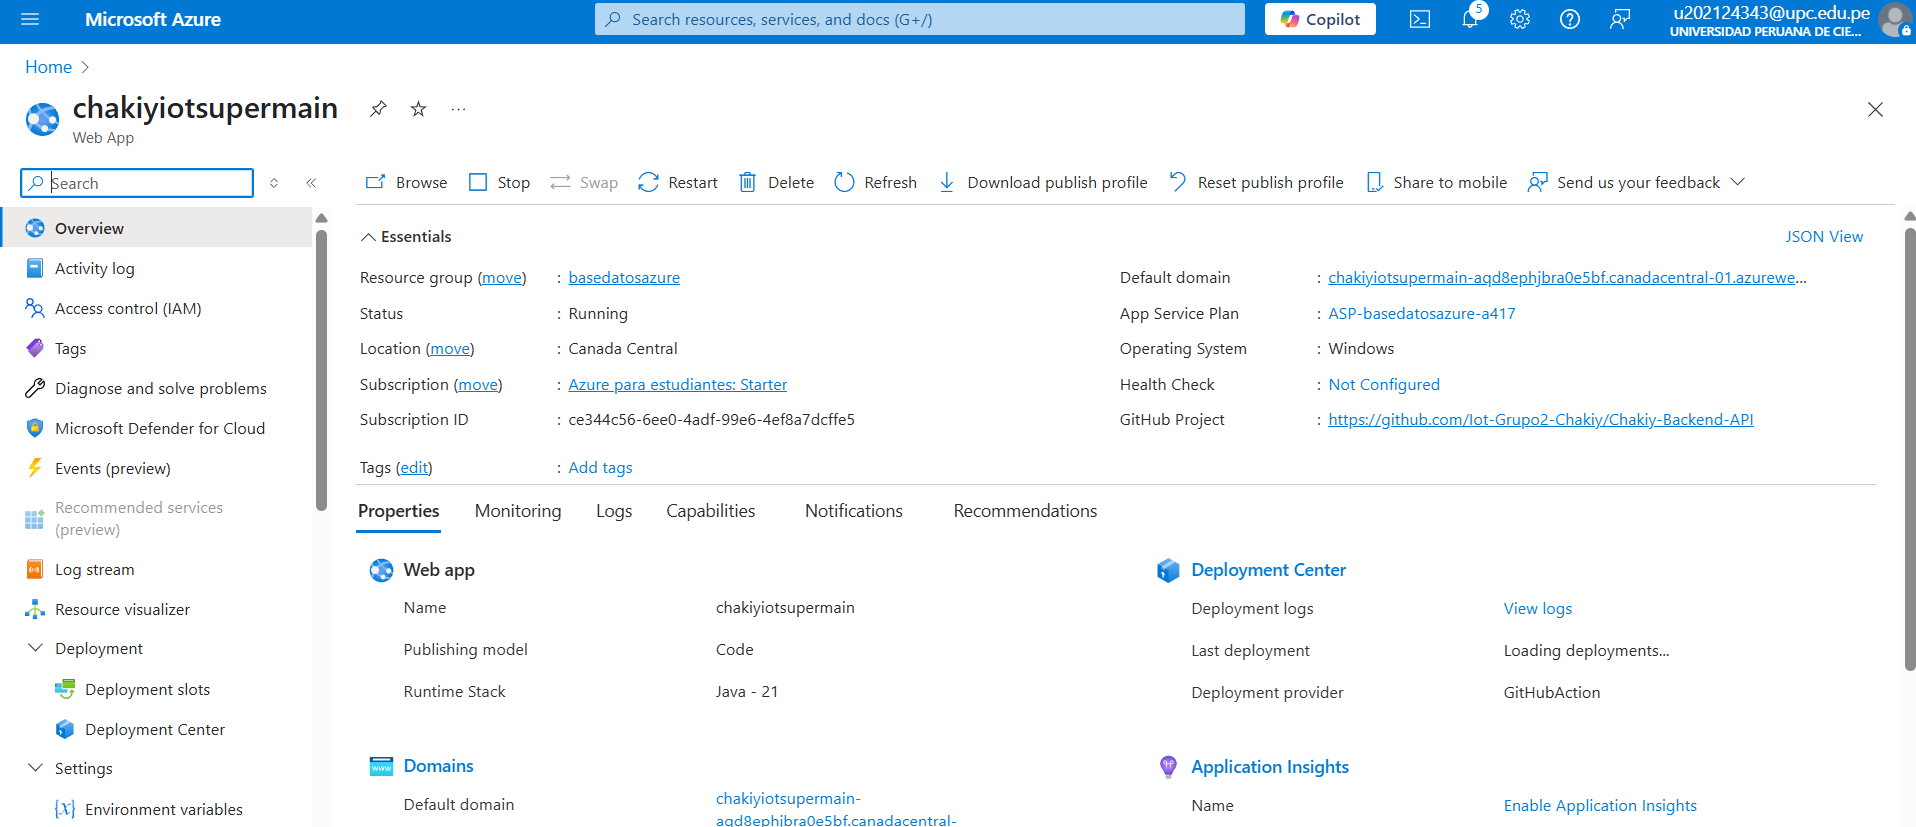 Microsoft Azure
Search resources, services, and docs (G+/)
Copilot
5
u202124343@upc.edu.pe
UNIVERSIDAD PERUANA DE CIE...
Home
chakiyiotsupermain
Web App
Search
Browse
Stop
Swap
Restart
Delete
Refresh
Download publish profile
Reset publish profile
Share to mobile
Send us your feedback
Overview
Activity log
Access control (IAM)
Tags
Diagnose and solve problems
Microsoft Defender for Cloud
Events (preview)
Recommended services
(preview)
Log stream
Resource visualizer
Deployment
Deployment slots
Deployment Center
Settings
Environment variables
Essentials
JSON View
Resource group (move) : basedatosazure
Status : Running
Location (move) : Canada Central
Subscription (move) : Azure para estudiantes: Starter
Subscription ID : ce344c56-6ee0-4adf-99e6-4ef8a7dcffe5
Default domain : chakiyiotsupermain-aqd8ephjbra0e5bf.canadacentral-01.azurewe...
App Service Plan : ASP-basedatosazure-a417
Operating System : Windows
Health Check : Not Configured
GitHub Project : https://github.com/Iot-Grupo2-Chakiy/Chakiy-Backend-API
Tags (edit) : Add tags
Properties
Monitoring
Logs
Capabilities
Notifications
Recommendations
Web app
Name chakiyiotsupermain
Publishing model Code
Runtime Stack Java - 21
Deployment Center
Deployment logs View logs
Last deployment Loading deployments...
Deployment provider GitHubAction
Domains
Default domain chakiyiotsupermain-
aqd8ephjbra0e5bf.canadacentral-
Application Insights
Name Enable Application Insights